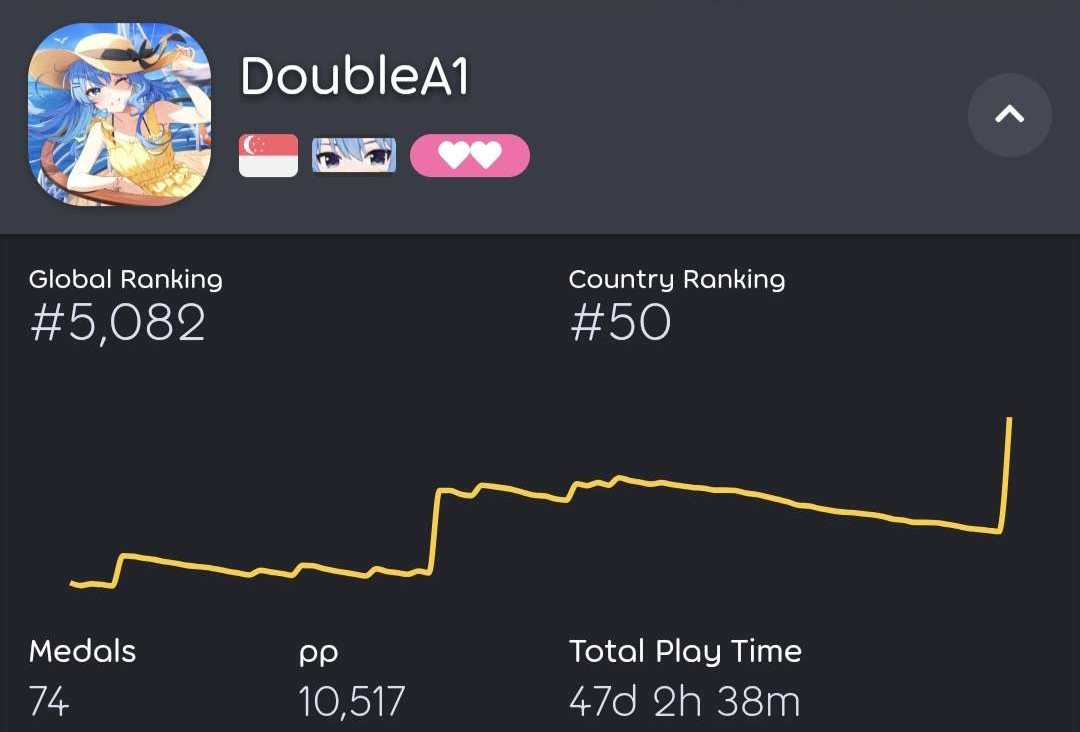 DoubleA1
Global Ranking
#5,082
Country Ranking
#50
Medals
74
pp
10,517
Total Play Time
47d 2h 38m